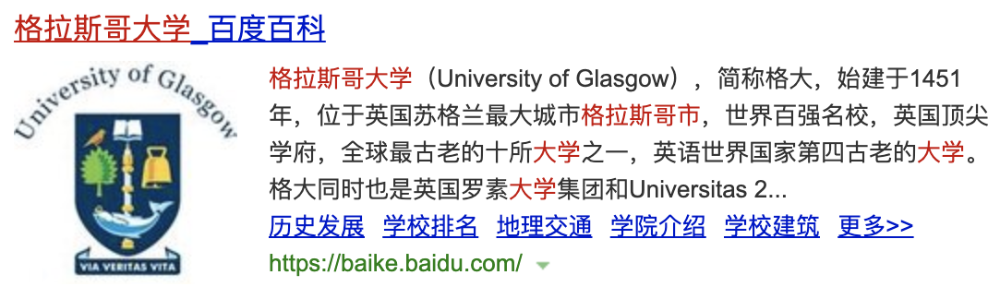 格拉斯哥大学_百度百科
University of Glasgow
VIA VERITAS VITA
格拉斯哥大学（University of Glasgow），简称格大，始建于1451
年，位于英国苏格兰最大城市格拉斯哥市，世界百强名校，英国顶尖
学府，全球最古老的十所大学之一，英语世界国家第四古老的大学。
格大同时也是英国罗素大学集团和Universitas 2...
历史发展 学校排名 地理交通 学院介绍 学校建筑 更多>>
https://baike.baidu.com/